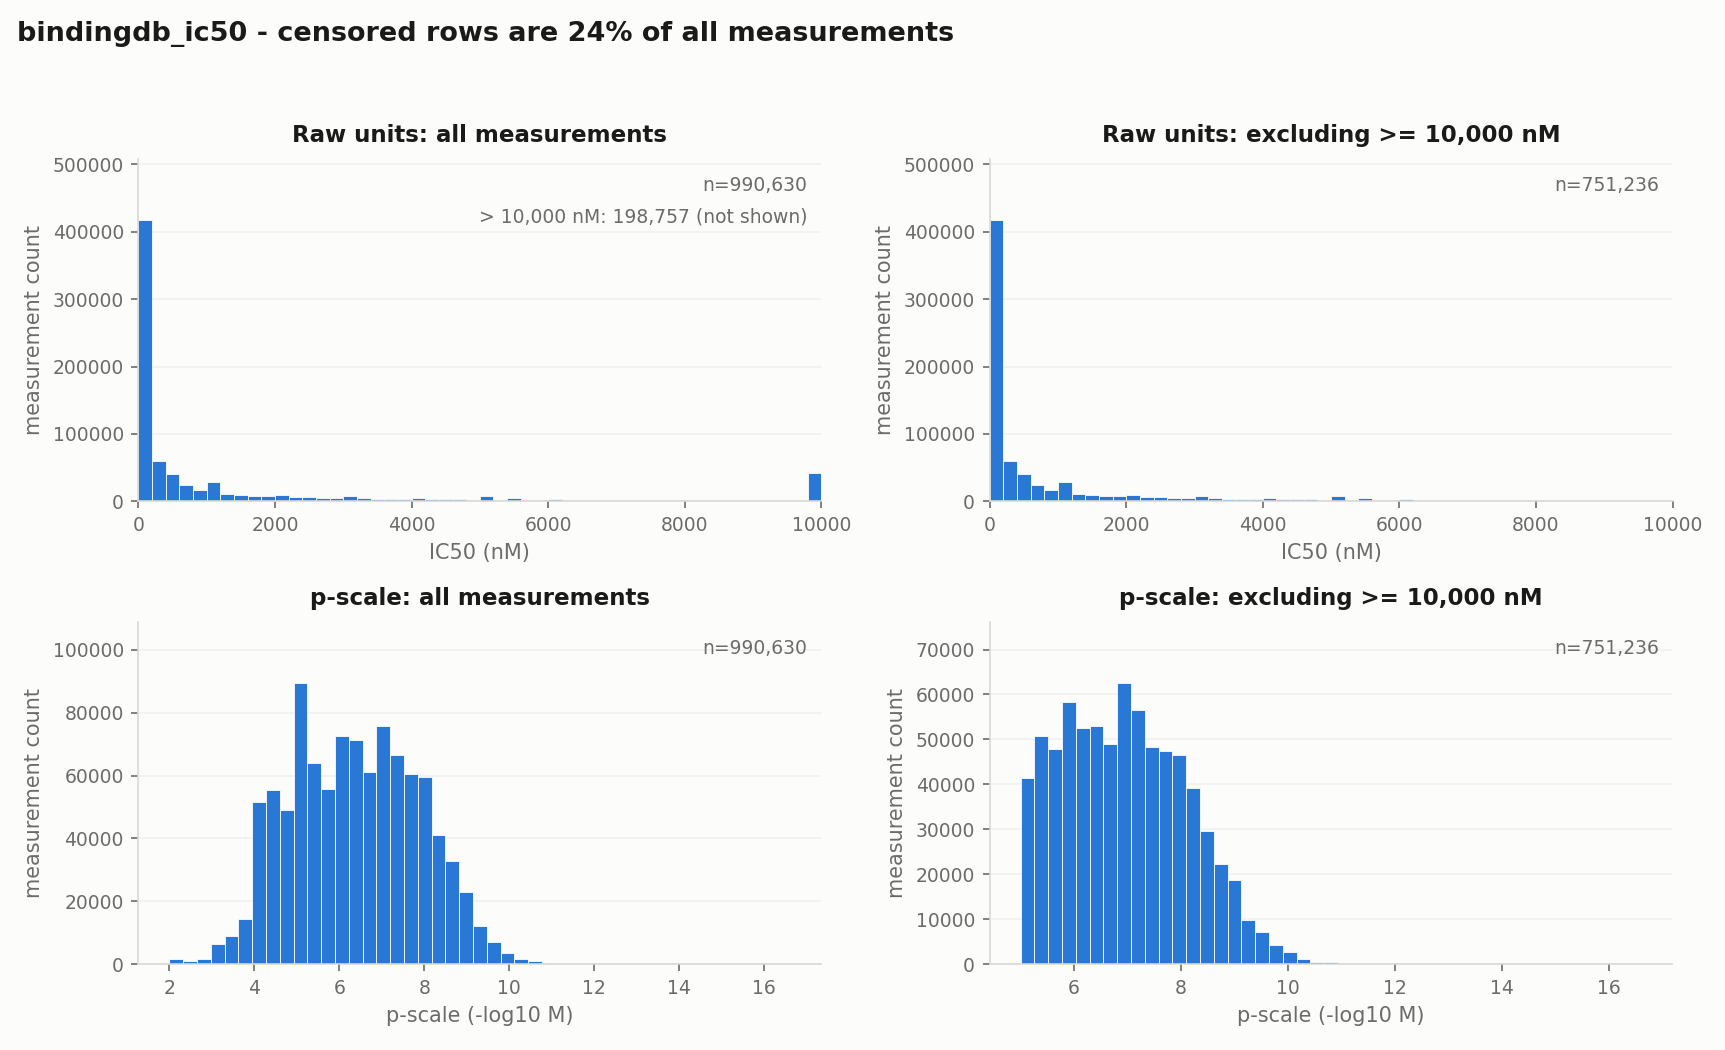 bindingdb_ic50 - censored rows are 24% of all measurements
Raw units: all measurements
500000
400000
300000
200000
100000
0
measurement count
n=990,630
> 10,000 nM: 198,757 (not shown)
0 2000 4000 6000 8000 10000
IC50 (nM)
Raw units: excluding >= 10,000 nM
500000
400000
300000
200000
100000
0
measurement count
n=751,236
0 2000 4000 6000 8000 10000
IC50 (nM)
p-scale: all measurements
100000
80000
60000
40000
20000
0
measurement count
n=990,630
2 4 6 8 10 12 14 16
p-scale (-log10 M)
p-scale: excluding >= 10,000 nM
70000
60000
50000
40000
30000
20000
10000
0
measurement count
n=751,236
6 8 10 12 14 16
p-scale (-log10 M)